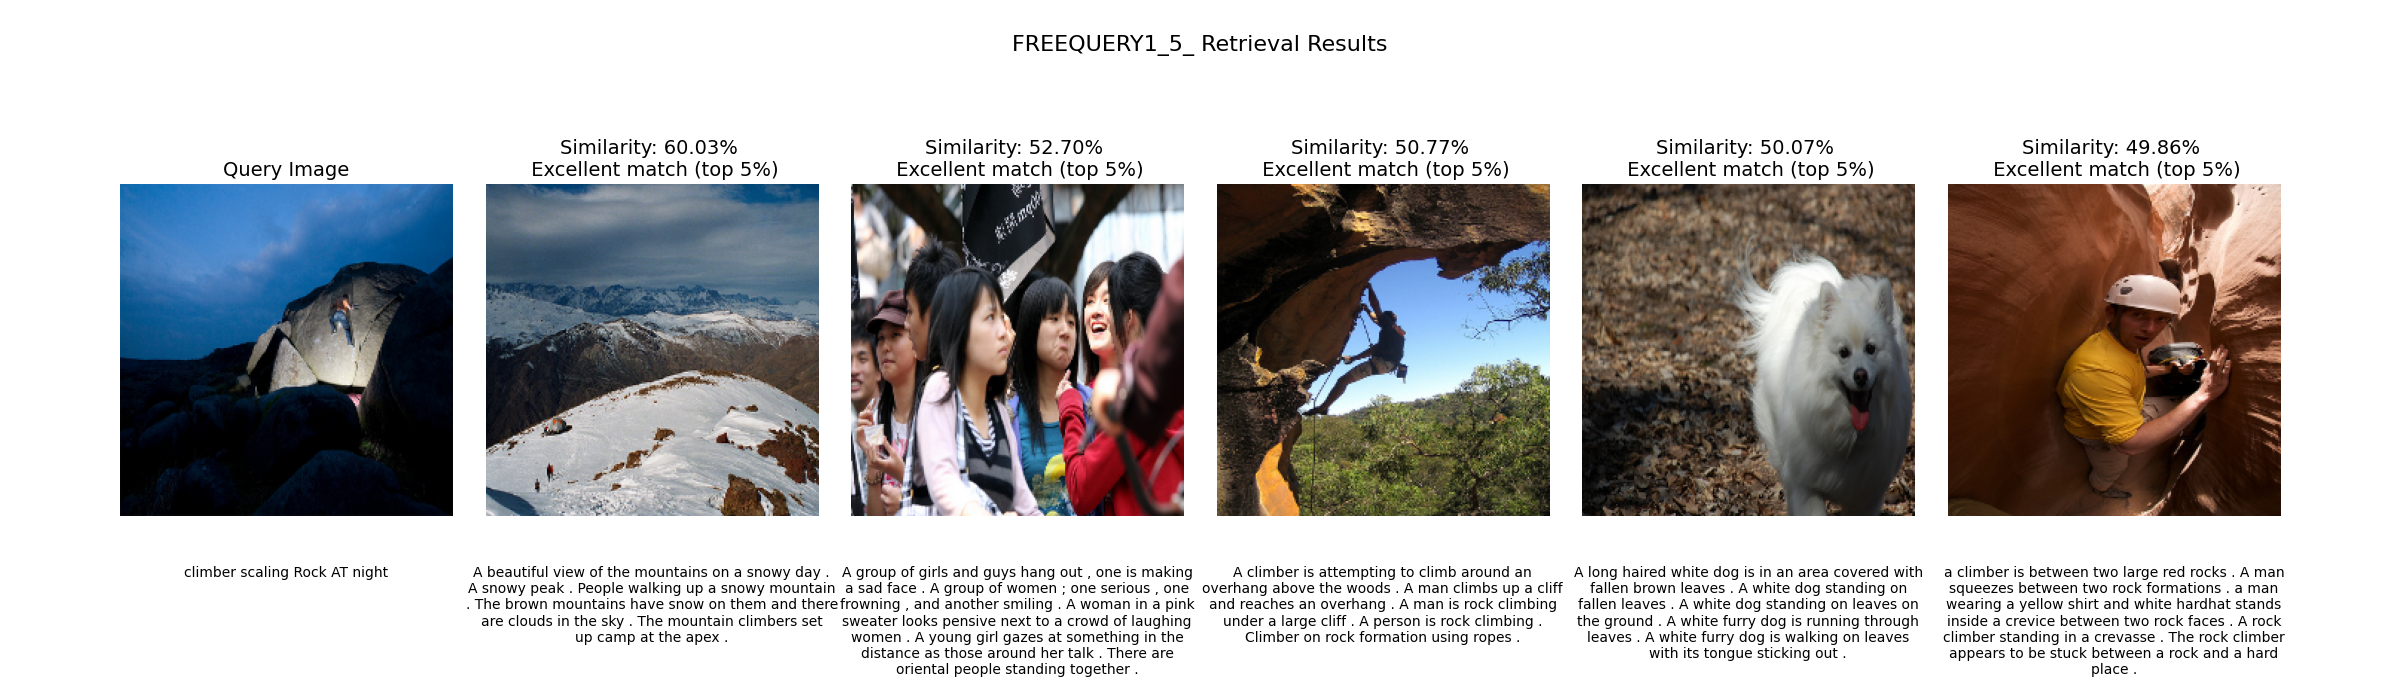 FREEQUERY1_5_ Retrieval Results
Query Image
climber scaling Rock AT night
Similarity: 60.03%
Excellent match (top 5%)
A beautiful view of the mountains on a snowy day .
A snowy peak . People walking up a snowy mountain
. The brown mountains have snow on them and there
are clouds in the sky . The mountain climbers set
up camp at the apex .
Similarity: 52.70%
Excellent match (top 5%)
A group of girls and guys hang out , one is making
a sad face . A group of women ; one serious , one
frowning , and another smiling . A woman in a pink
sweater looks pensive next to a crowd of laughing
women . A young girl gazes at something in the
distance as those around her talk . There are
oriental people standing together .
Similarity: 50.77%
Excellent match (top 5%)
A climber is attempting to climb around an
overhang above the woods . A man climbs up a cliff
and reaches an overhang . A man is rock climbing
under a large cliff . A person is rock climbing .
Climber on rock formation using ropes .
Similarity: 50.07%
Excellent match (top 5%)
A long haired white dog is in an area covered with
fallen brown leaves . A white dog standing on
fallen leaves . A white dog standing on leaves on
the ground . A white furry dog is running through
leaves . A white furry dog is walking on leaves
with its tongue sticking out .
Similarity: 49.86%
Excellent match (top 5%)
a climber is between two large red rocks . A man
squeezes between two rock formations . a man
wearing a yellow shirt and white hardhat stands
inside a crevice between two rock faces . A rock
climber standing in a crevasse . The rock climber
appears to be stuck between a rock and a hard
place .